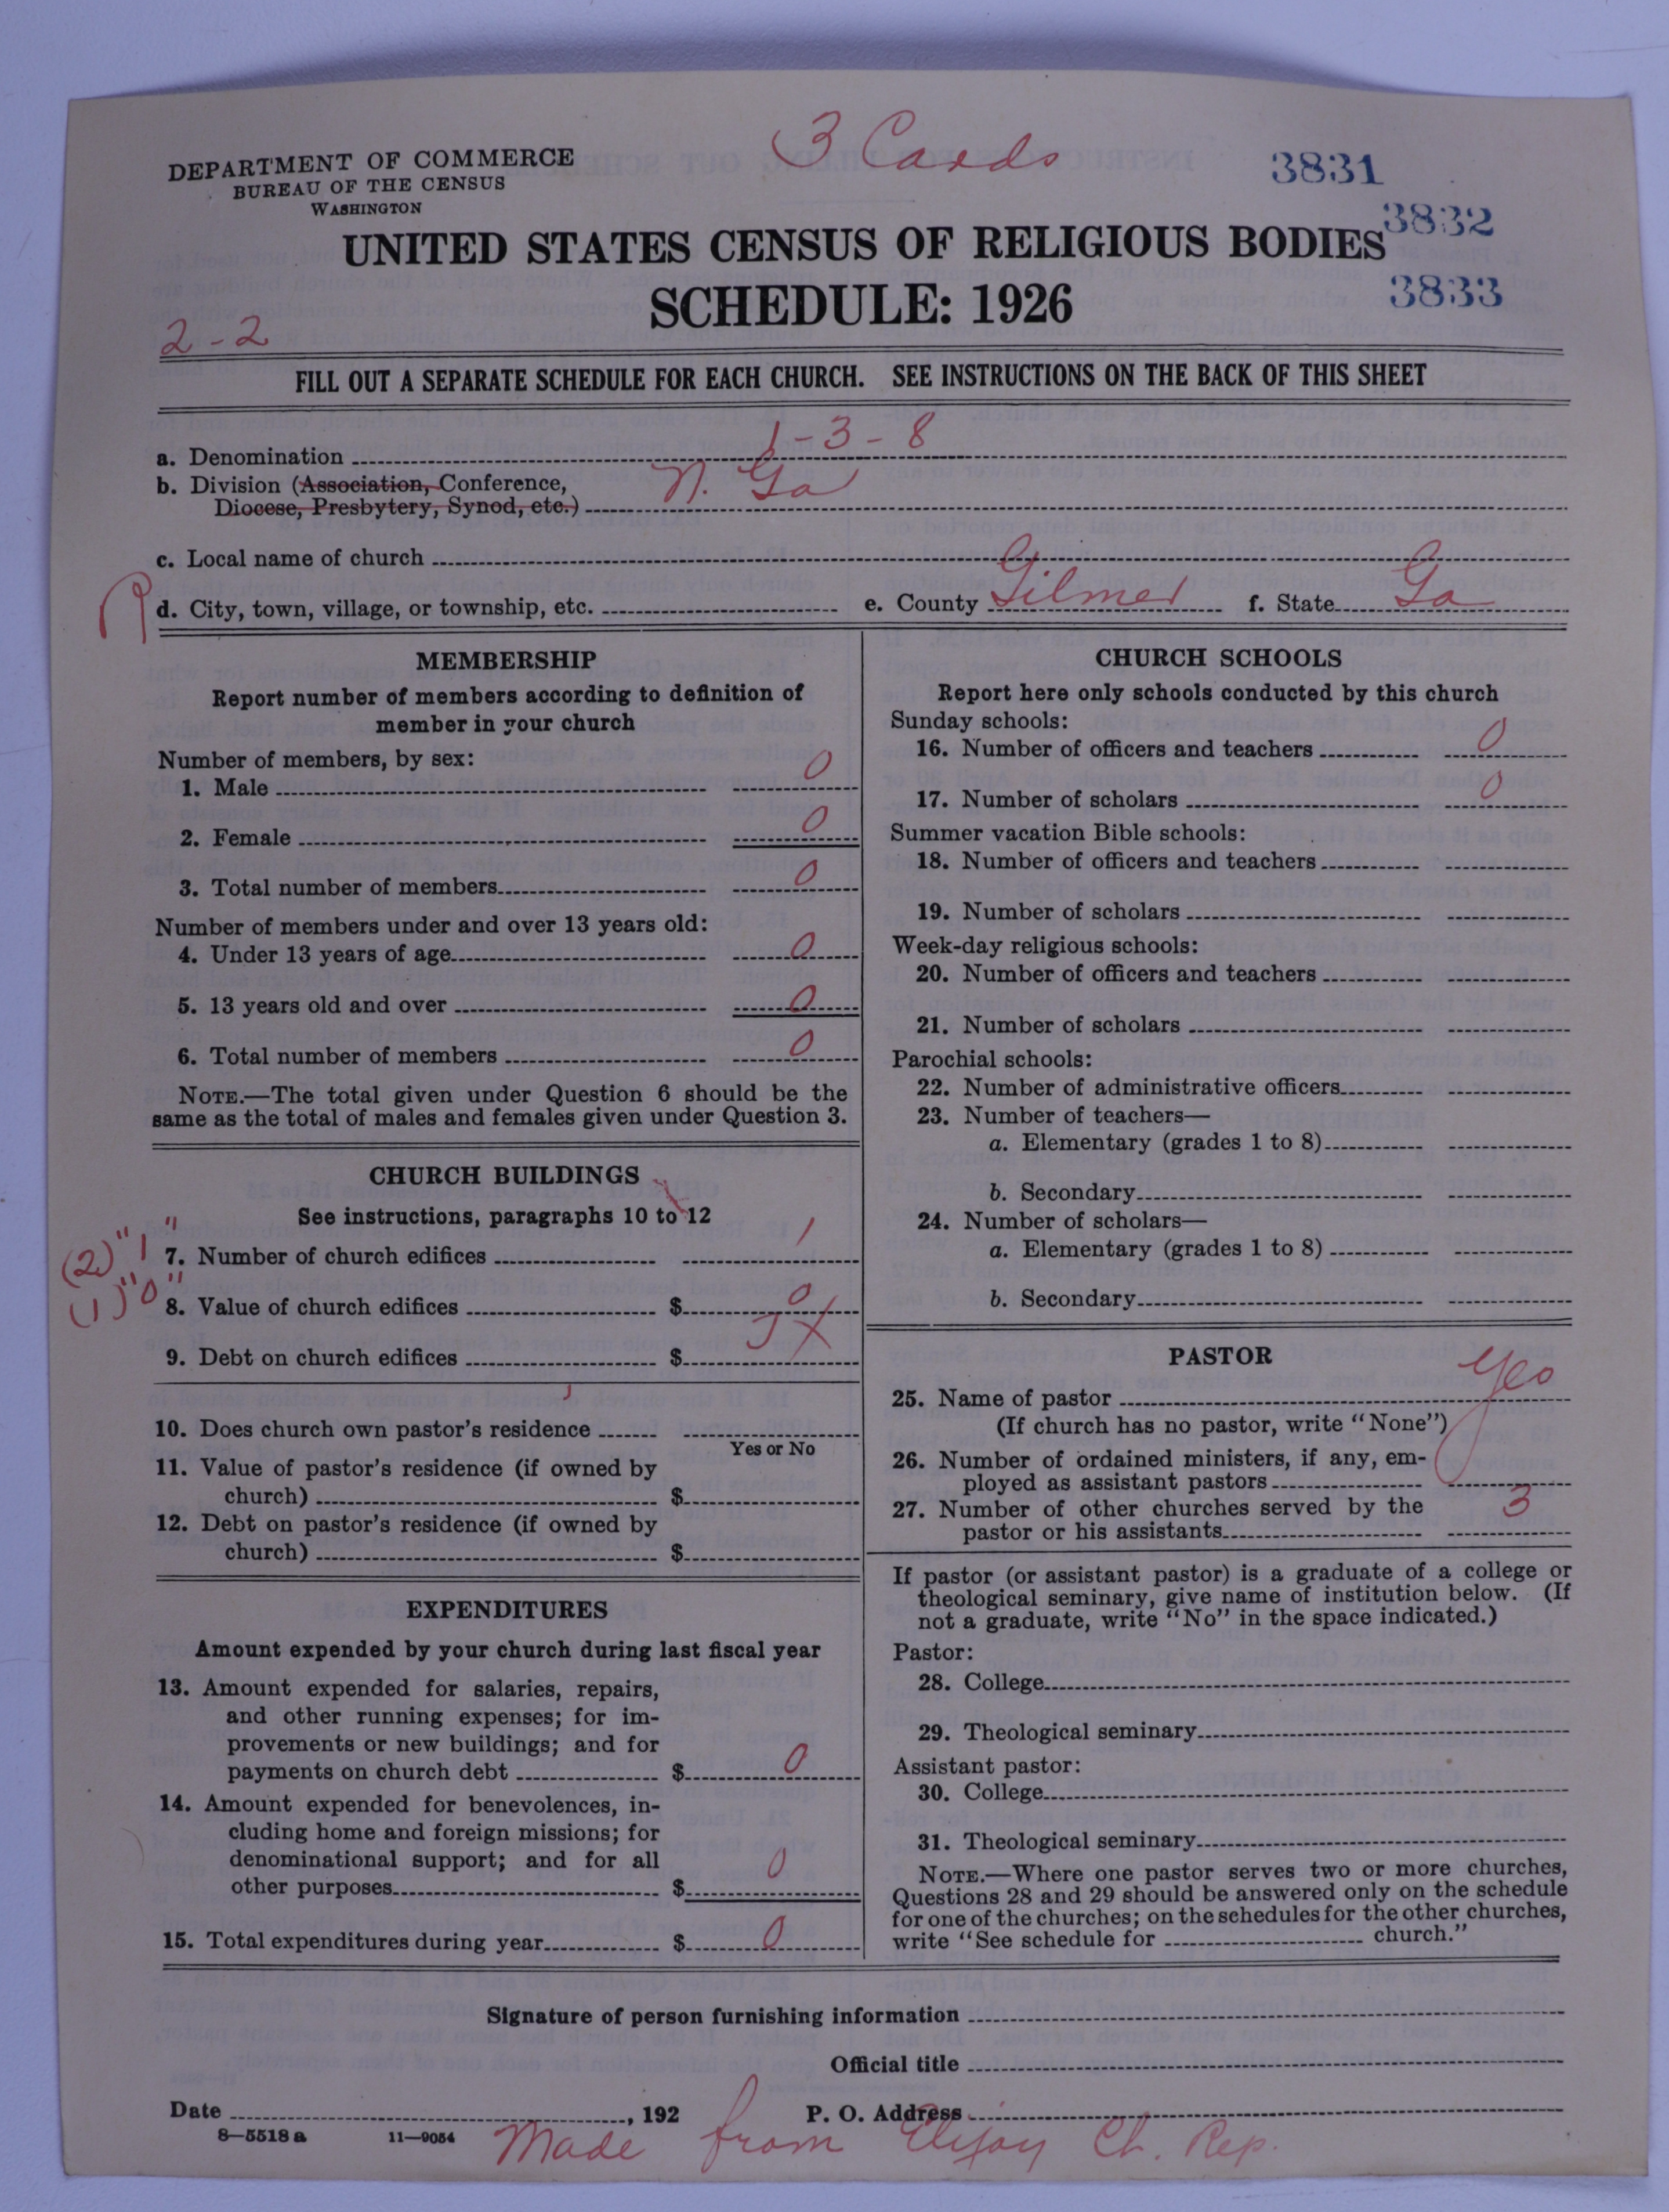 3 Cards
DEPARTMENT OF COMMERCE
BUREAU OF THE CENSUS
WASHINGTON
3831
3832
3833
UNITED STATES CENSUS OF RELIGIOUS BODIES
SCHEDULE: 1926
2-2
FILL OUT A SEPARATE SCHEDULE FOR EACH CHURCH. SEE INSTRUCTIONS ON THE BACK OF THIS SHEET
a. Denomination 1-3-8
b. Division (Association, Conference, N. Ga
Diocese, Presbytery, Synod, etc.)
c. Local name of church
d. City, town, village, or township, etc. e. County Gilmer f. State Ga
MEMBERSHIP
Report number of members according to definition of
member in your church
Number of members, by sex:
1. Male 0
2. Female 0
3. Total number of members 0
Number of members under and over 13 years old:
4. Under 13 years of age 0
5. 13 years old and over 0
6. Total number of members 0
NOTE.—The total given under Question 6 should be the
same as the total of males and females given under Question 3.
CHURCH BUILDINGS
See instructions, paragraphs 10 to 12
(2) "1" 7. Number of church edifices 1
(1) "0" 8. Value of church edifices $ 0
9. Debt on church edifices $
10. Does church own pastor's residence
Yes or No
11. Value of pastor's residence (if owned by
church) $
12. Debt on pastor's residence (if owned by
church) $
EXPENDITURES
Amount expended by your church during last fiscal year
13. Amount expended for salaries, repairs,
and other running expenses; for im-
provements or new buildings; and for
payments on church debt $ 0
14. Amount expended for benevolences, in-
cluding home and foreign missions; for
denominational support; and for all
other purposes $ 0
15. Total expenditures during year $ 0
CHURCH SCHOOLS
Report here only schools conducted by this church
Sunday schools:
16. Number of officers and teachers 0
17. Number of scholars 0
Summer vacation Bible schools:
18. Number of officers and teachers
19. Number of scholars
Week-day religious schools:
20. Number of officers and teachers
21. Number of scholars
Parochial schools:
22. Number of administrative officers
23. Number of teachers—
a. Elementary (grades 1 to 8)
b. Secondary
24. Number of scholars—
a. Elementary (grades 1 to 8)
b. Secondary
PASTOR
25. Name of pastor Yes
(If church has no pastor, write "None")
26. Number of ordained ministers, if any, em-
ployed as assistant pastors
27. Number of other churches served by the 3
pastor or his assistants
If pastor (or assistant pastor) is a graduate of a college or
theological seminary, give name of institution below. (If
not a graduate, write "No" in the space indicated.)
Pastor:
28. College
29. Theological seminary
Assistant pastor:
30. College
31. Theological seminary
NOTE.—Where one pastor serves two or more churches,
Questions 28 and 29 should be answered only on the schedule
for one of the churches; on the schedules for the other churches,
write "See schedule for church."
Signature of person furnishing information
Official title
Date , 192 P. O. Address
8—5518 a 11—9054
Made from Elijay Ch. Rep.